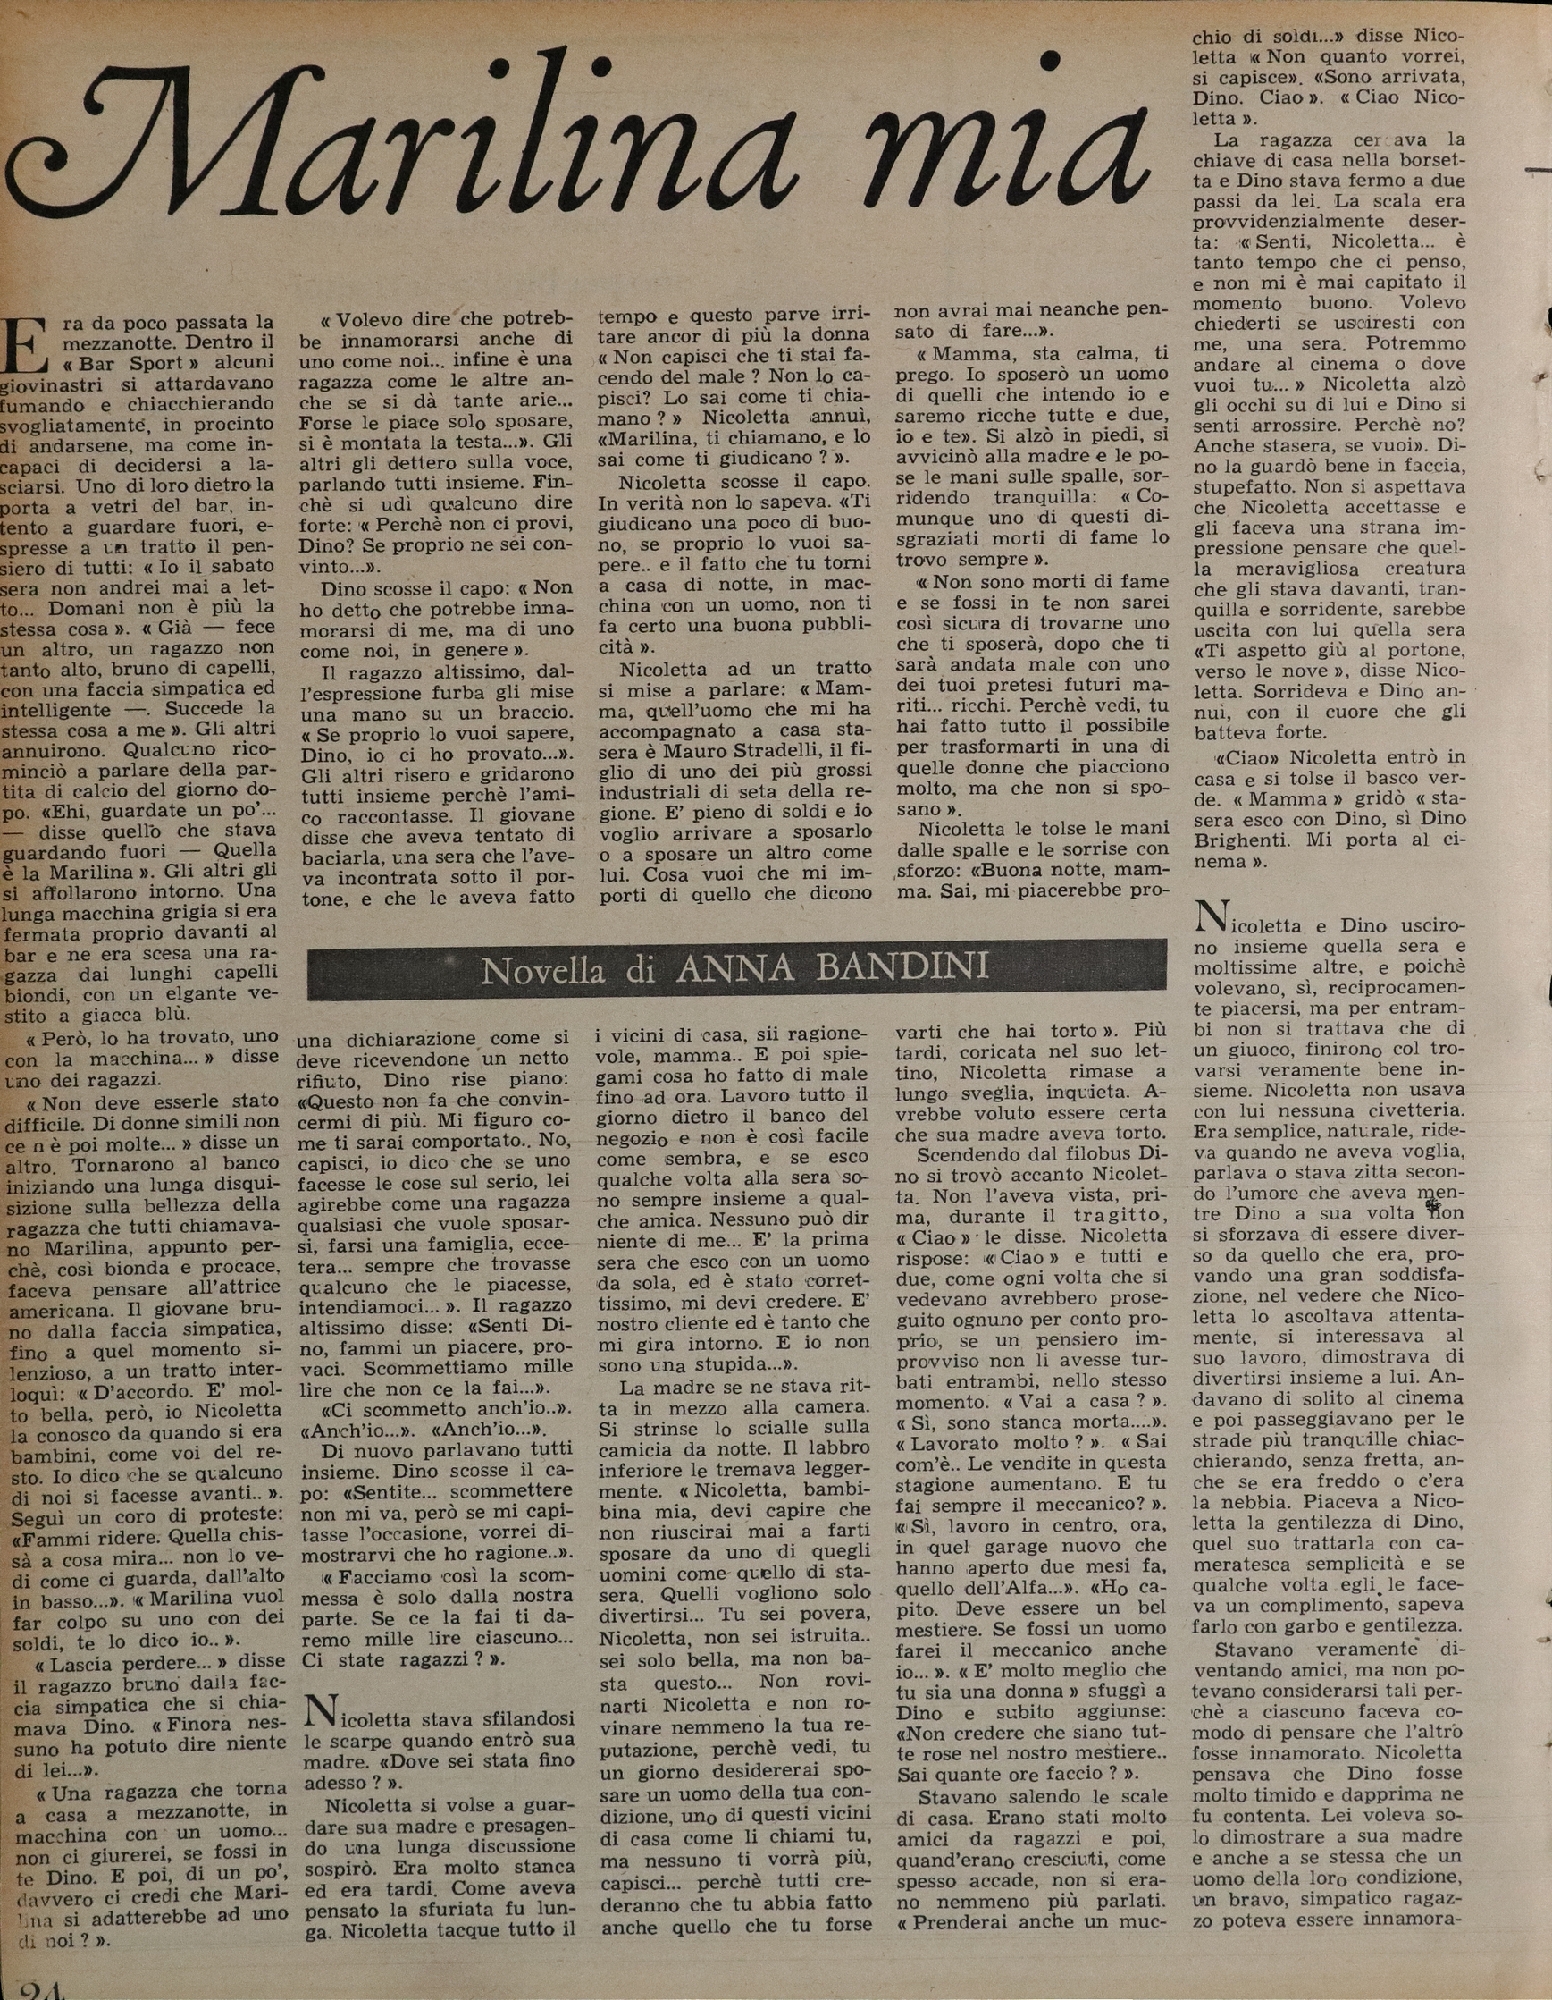 Marilina mia
Era da poco passata la
mezzanotte. Dentro il
« Bar Sport » alcuni
giovinastri si attardavano
fumando e chiacchierando
svogliatamente, in procinto
di andarsene, ma come in-
capaci di decidersi a la-
sciarsi. Uno di loro dietro la
porta a vetri del bar, in-
tento a guardare fuori, e-
spresse a un tratto il pen-
siero di tutti: « Io il sabato
sera non andrei mai a let-
to... Domani non è più la
stessa cosa ». « Già — fece
un altro, un ragazzo non
tanto alto, bruno di capelli,
con una faccia simpatica ed
intelligente —. Succede la
stessa cosa a me ». Gli altri
annuirono. Qualcuno rico-
minciò a parlare della par-
tita di calcio del giorno do-
po. «Ehi, guardate un po'...
— disse quello che stava
guardando fuori — Quella
è la Marilina ». Gli altri gli
si affollarono intorno. Una
lunga macchina grigia si era
fermata proprio davanti al
bar e ne era scesa una ra-
gazza dai lunghi capelli
biondi, con un elgante ve-
stito a giacca blù.
« Però, lo ha trovato, uno
con la macchina... » disse
uno dei ragazzi.
« Non deve esserle stato
difficile. Di donne simili non
ce n è poi molte... » disse un
altro. Tornarono al banco
iniziando una lunga disqui-
sizione sulla bellezza della
ragazza che tutti chiamava-
no Marilina, appunto per-
chè, così bionda e procace,
faceva pensare all'attrice
americana. Il giovane bru-
no dalla faccia simpatica,
fino a quel momento si-
lenzioso, a un tratto inter-
loquì: « D'accordo. E' mol-
to bella, però, io Nicoletta
la conosco da quando si era
bambini, come voi del re-
sto. Io dico che se qualcuno
di noi si facesse avanti.. ».
Seguì un coro di proteste:
«Fammi ridere. Quella chis-
sà a cosa mira... non lo ve-
di come ci guarda, dall'alto
in basso...». « Marilina vuol
far colpo su uno con dei
soldi, te lo dico io.. ».
« Lascia perdere... » disse
il ragazzo bruno dalla fac-
cia simpatica che si chia-
mava Dino. « Finora nes-
suno ha potuto dire niente
di lei...».
« Una ragazza che torna
a casa a mezzanotte, in
macchina con un uomo...
non ci giurerei, se fossi in
te Dino. E poi, di un po',
davvero ci credi che Mari-
lina si adatterebbe ad uno
di noi ? ».
« Volevo dire che potreb-
be innamorarsi anche di
uno come noi... infine è una
ragazza come le altre an-
che se si dà tante arie...
Forse le piace solo sposare,
si è montata la testa...». Gli
altri gli dettero sulla voce,
parlando tutti insieme. Fin-
chè si udì qualcuno dire
forte: « Perchè non ci provi,
Dino? Se proprio ne sei con-
vinto...».
Dino scosse il capo: « Non
ho detto che potrebbe inna-
morarsi di me, ma di uno
come noi, in genere ».
Il ragazzo altissimo, dal-
l'espressione furba gli mise
una mano su un braccio.
« Se proprio lo vuoi sapere,
Dino, io ci ho provato...».
Gli altri risero e gridarono
tutti insieme perchè l'ami-
co raccontasse. Il giovane
disse che aveva tentato di
baciarla, una sera che l'ave-
va incontrata sotto il por-
tone, e che le aveva fatto
Novella di ANNA BANDINI
una dichiarazione come si
deve ricevendone un netto
rifiuto, Dino rise piano:
«Questo non fa che convin-
cermi di più. Mi figuro co-
me ti sarai comportato.. No,
capisci, io dico che se uno
facesse le cose sul serio, lei
agirebbe come una ragazza
qualsiasi che vuole sposar-
si, farsi una famiglia, ecce-
tera... sempre che trovasse
qualcuno che le piacesse,
intendiamoci... ». Il ragazzo
altissimo disse: «Senti Di-
no, fammi un piacere, pro-
vaci. Scommettiamo mille
lire che non ce la fai...».
«Ci scommetto anch'io..».
«Anch'io...». «Anch'io...».
Di nuovo parlavano tutti
insieme. Dino scosse il ca-
po: «Sentite... scommettere
non mi va, però se mi capi-
tasse l'occasione, vorrei di-
mostrarvi che ho ragione..».
« Facciamo così la scom-
messa è solo dalla nostra
parte. Se ce la fai ti da-
remo mille lire ciascuno...
Ci state ragazzi ? ».
Nicoletta stava sfilandosi
le scarpe quando entrò sua
madre. «Dove sei stata fino
adesso ? ».
Nicoletta si volse a guar-
dare sua madre e presagen-
do una lunga discussione
sospirò. Era molto stanca
ed era tardi. Come aveva
pensato la sfuriata fu lun-
ga. Nicoletta tacque tutto il
tempo e questo parve irri-
tare ancor di più la donna
« Non capisci che ti stai fa-
cendo del male ? Non lo ca-
pisci? Lo sai come ti chia-
mano ? » Nicoletta annuì,
«Marilina, ti chiamano, e lo
sai come ti giudicano ? ».
Nicoletta scosse il capo.
In verità non lo sapeva. «Ti
giudicano una poco di buo-
no, se proprio lo vuoi sa-
pere.. e il fatto che tu torni
a casa di notte, in mac-
china con un uomo, non ti
fa certo una buona pubbli-
cità ».
Nicoletta ad un tratto
si mise a parlare: « Mam-
ma, quell'uomo che mi ha
accompagnato a casa sta-
sera è Mauro Stradelli, il fi-
glio di uno dei più grossi
industriali di seta della re-
gione. E' pieno di soldi e io
voglio arrivare a sposarlo
o a sposare un altro come
lui. Cosa vuoi che mi im-
porti di quello che dicono
i vicini di casa, sii ragione-
vole, mamma.. E poi spie-
gami cosa ho fatto di male
fino ad ora. Lavoro tutto il
giorno dietro il banco del
negozio e non è così facile
come sembra, e se esco
qualche volta alla sera so-
no sempre insieme a qual-
che amica. Nessuno può dir
niente di me... E' la prima
sera che esco con un uomo
da sola, ed è stato corret-
tissimo, mi devi credere. E'
nostro cliente ed è tanto che
mi gira intorno. E io non
sono una stupida...».
La madre se ne stava rit-
ta in mezzo alla camera.
Si strinse lo scialle sulla
camicia da notte. Il labbro
inferiore le tremava legger-
mente. « Nicoletta, bambi-
bina mia, devi capire che
non riuscirai mai a farti
sposare da uno di quegli
uomini come quello di sta-
sera. Quelli vogliono solo
divertirsi... Tu sei povera,
Nicoletta, non sei istruita..
sei solo bella, ma non ba-
sta questo... Non rovi-
narti Nicoletta e non ro-
vinare nemmeno la tua re-
putazione, perchè vedi, tu
un giorno desidererai spo-
sare un uomo della tua con-
dizione, uno di questi vicini
di casa come li chiami tu,
ma nessuno ti vorrà più,
capisci... perchè tutti cre-
deranno che tu abbia fatto
anche quello che tu forse
non avrai mai neanche pen-
sato di fare...».
« Mamma, sta calma, ti
prego. Io sposerò un uomo
di quelli che intendo io e
saremo ricche tutte e due,
io e te». Si alzò in piedi, si
avvicinò alla madre e le po-
se le mani sulle spalle, sor-
ridendo tranquilla: « Co-
munque uno di questi di-
sgraziati morti di fame lo
trovo sempre ».
« Non sono morti di fame
e se fossi in te non sarei
così sicura di trovarne uno
che ti sposerà, dopo che ti
sarà andata male con uno
dei tuoi pretesi futuri ma-
riti... ricchi. Perchè vedi, tu
hai fatto tutto il possibile
per trasformarti in una di
quelle donne che piacciono
molto, ma che non si spo-
sano ».
Nicoletta le tolse le mani
dalle spalle e le sorrise con
sforzo: «Buona notte, mam-
ma. Sai, mi piacerebbe pro-
varti che hai torto ». Più
tardi, coricata nel suo let-
tino, Nicoletta rimase a
lungo sveglia, inquieta. A-
vrebbe voluto essere certa
che sua madre aveva torto.
Scendendo dal filobus Di-
no si trovò accanto Nicolet-
ta. Non l'aveva vista, pri-
ma, durante il tragitto,
« Ciao » le disse. Nicoletta
rispose: « Ciao » e tutti e
due, come ogni volta che si
vedevano avrebbero prose-
guito ognuno per conto pro-
prio, se un pensiero im-
provviso non li avesse tur-
bati entrambi, nello stesso
momento. « Vai a casa ? ».
« Sì, sono stanca morta....».
« Lavorato molto ? ». « Sai
com'è.. Le vendite in questa
stagione aumentano. E tu
fai sempre il meccanico? ».
« Sì, lavoro in centro, ora,
in quel garage nuovo che
hanno aperto due mesi fa,
quello dell'Alfa...». «Ho ca-
pito. Deve essere un bel
mestiere. Se fossi un uomo
farei il meccanico anche
io... ». « E' molto meglio che
tu sia una donna » sfuggì a
Dino e subito aggiunse:
«Non credere che siano tut-
te rose nel nostro mestiere..
Sai quante ore faccio ? ».
Stavano salendo le scale
di casa. Erano stati molto
amici da ragazzi e poi,
quand'erano cresciuti, come
spesso accade, non si era-
no nemmeno più parlati.
« Prenderai anche un muc-
chio di soldi...» disse Nico-
letta « Non quanto vorrei,
si capisce». «Sono arrivata,
Dino. Ciao ». « Ciao Nico-
letta ».
La ragazza cercava la
chiave di casa nella borset-
ta e Dino stava fermo a due
passi da lei. La scala era
provvidenzialmente deser-
ta: « Senti, Nicoletta... è
tanto tempo che ci penso,
e non mi è mai capitato il
momento buono. Volevo
chiederti se usciresti con
me, una sera. Potremmo
andare al cinema o dove
vuoi tu... » Nicoletta alzò
gli occhi su di lui e Dino si
sentì arrossire. Perchè no?
Anche stasera, se vuoi». Di-
no la guardò bene in faccia,
stupefatto. Non si aspettava
che Nicoletta accettasse e
gli faceva una strana im-
pressione pensare che quel-
la meravigliosa creatura
che gli stava davanti, tran-
quilla e sorridente, sarebbe
uscita con lui quella sera
«Ti aspetto giù al portone,
verso le nove », disse Nico-
letta. Sorrideva e Dino an-
nuì, con il cuore che gli
batteva forte.
«Ciao» Nicoletta entrò in
casa e si tolse il basco ver-
de. « Mamma » gridò « sta-
sera esco con Dino, sì Dino
Brighenti. Mi porta al ci-
nema ».
Nicoletta e Dino usciro-
no insieme quella sera e
moltissime altre, e poichè
volevano, sì, reciprocamen-
te piacersi, ma per entram-
bi non si trattava che di
un giuoco, finirono col tro-
varsi veramente bene in-
sieme. Nicoletta non usava
con lui nessuna civetteria.
Era semplice, naturale, ride-
va quando ne aveva voglia,
parlava o stava zitta secon-
do l'umore che aveva men-
tre Dino a sua volta non
si sforzava di essere diver-
so da quello che era, pro-
vando una gran soddisfa-
zione, nel vedere che Nico-
letta lo ascoltava attenta-
mente, si interessava al
suo lavoro, dimostrava di
divertirsi insieme a lui. An-
davano di solito al cinema
e poi passeggiavano per le
strade più tranquille chiac-
chierando, senza fretta, an-
che se era freddo o c'era
la nebbia. Piaceva a Nico-
letta la gentilezza di Dino,
quel suo trattarla con ca-
meratesca semplicità e se
qualche volta egli le face-
va un complimento, sapeva
farlo con garbo e gentilezza.
Stavano veramente di-
ventando amici, ma non po-
tevano considerarsi tali per-
chè a ciascuno faceva co-
modo di pensare che l'altro
fosse innamorato. Nicoletta
pensava che Dino fosse
molto timido e dapprima ne
fu contenta. Lei voleva so-
lo dimostrare a sua madre
e anche a se stessa che un
uomo della loro condizione,
un bravo, simpatico ragaz-
zo poteva essere innamora-
24